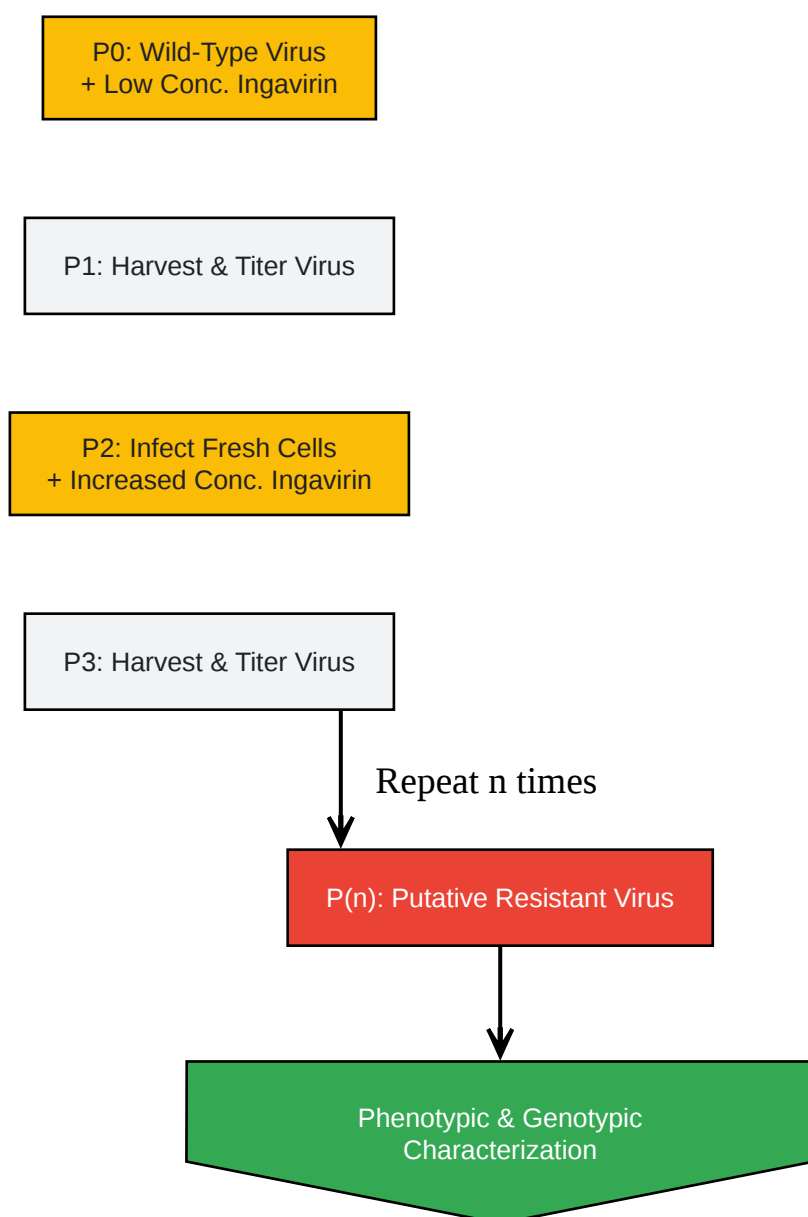 P0: Wild-Type Virus
+ Low Conc. Ingavirin
P1: Harvest & Titer Virus
P2: Infect Fresh Cells
+ Increased Conc. Ingavirin
P3: Harvest & Titer Virus
Repeat n times
P(n): Putative Resistant Virus
Phenotypic & Genotypic
Characterization